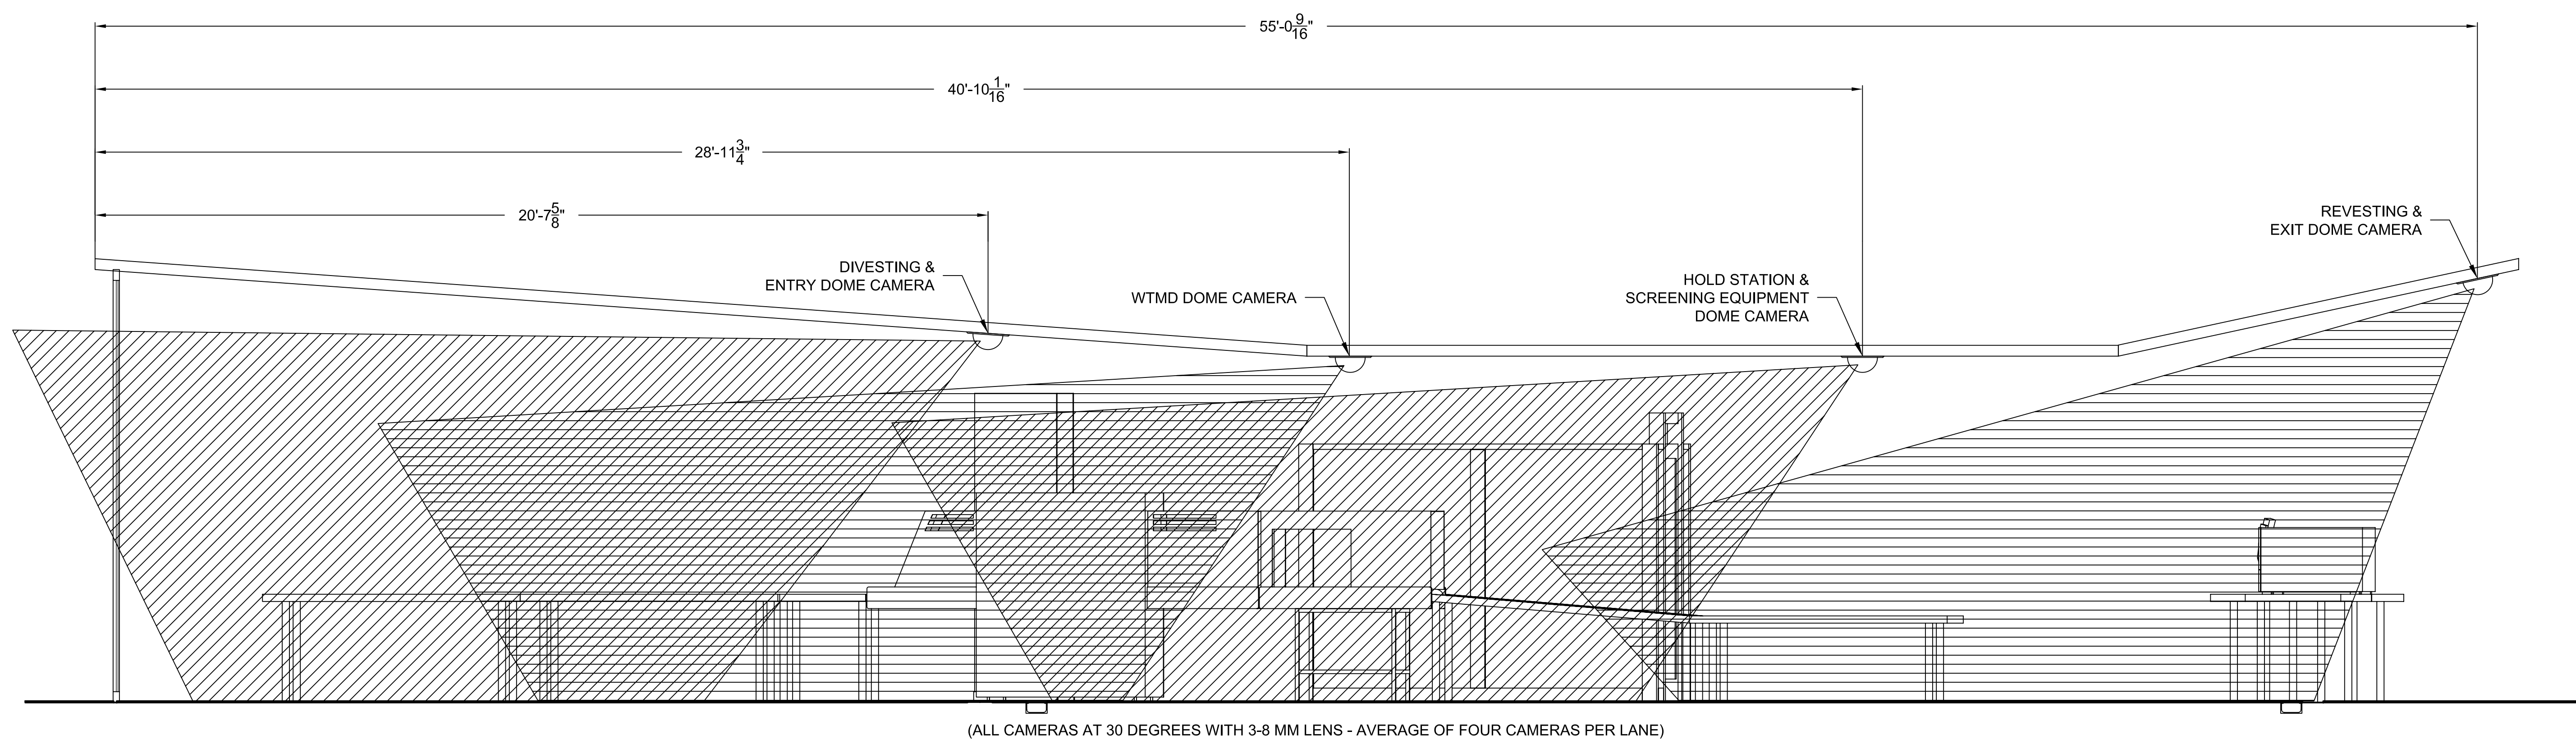 55'-0 9/16"
40'-10 1/16"
28'-11 3/4"
20'-7 5/8"
REVESTING &
EXIT DOME CAMERA
DIVESTING &
ENTRY DOME CAMERA
WTMD DOME CAMERA
HOLD STATION &
SCREENING EQUIPMENT
DOME CAMERA
(ALL CAMERAS AT 30 DEGREES WITH 3-8 MM LENS - AVERAGE OF FOUR CAMERAS PER LANE)